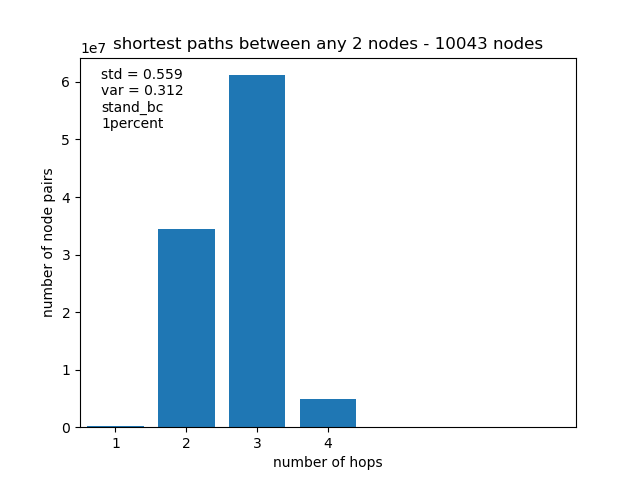 shortest paths between any 2 nodes - 10043 nodes
1e7
std = 0.559
var = 0.312
stand_bc
1percent
number of node pairs
6
5
4
3
2
1
0
1 2 3 4
number of hops